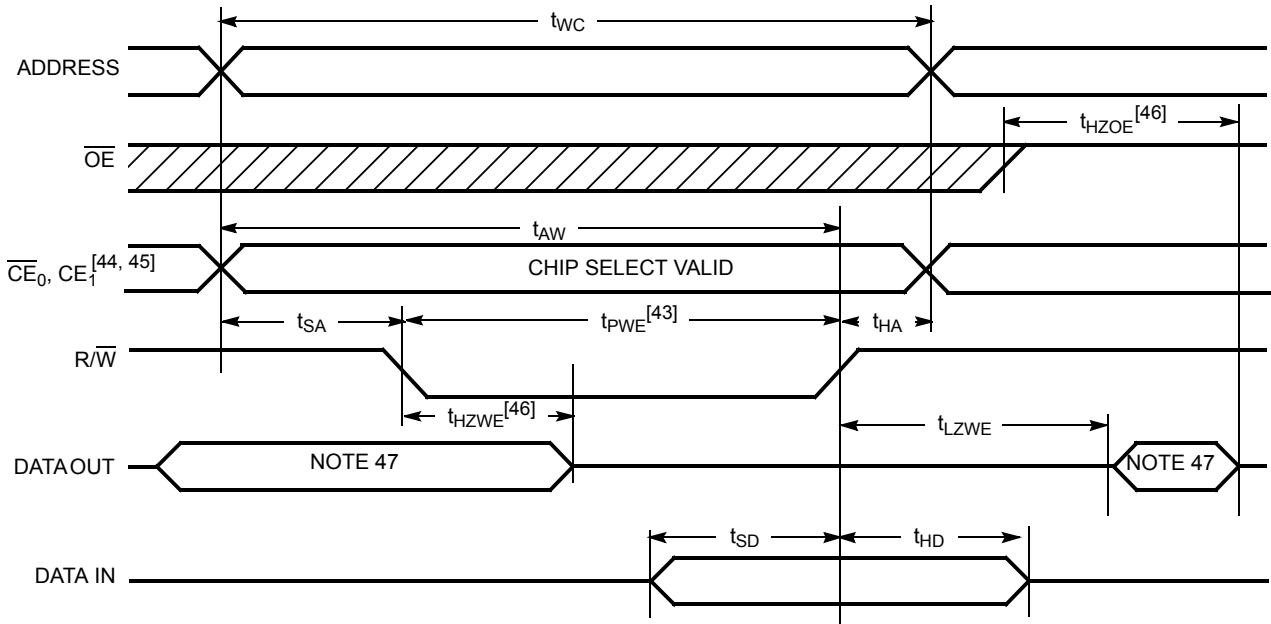 tWC
ADDRESS
tHZOE[46]
OE
tAW
CE0, CE1[44, 45]
CHIP SELECT VALID
tSA
tPWE[43]
tHA
R/W
tHZWE[46]
tLZWE
DATA OUT
NOTE 47
NOTE 47
tSD
tHD
DATA IN